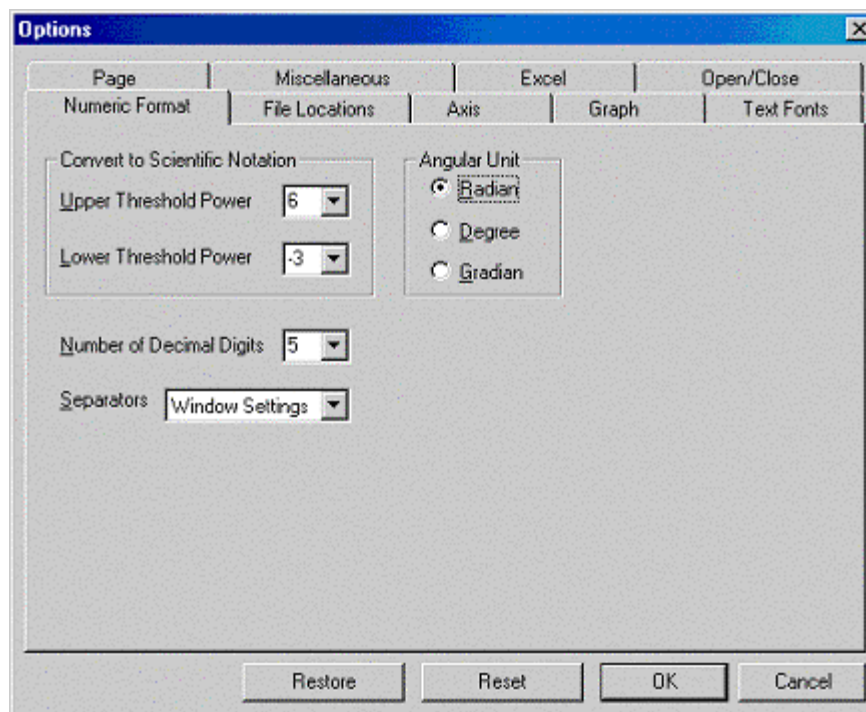 Options
Page Miscellaneous Excel Open/Close
Numeric Format File Locations Axis Graph Text Fonts
Convert to Scientific Notation
Upper Threshold Power 6
Lower Threshold Power -3
Angular Unit
Radian
Degree
Gradian
Number of Decimal Digits 5
Separators Window Settings
Restore Reset OK Cancel